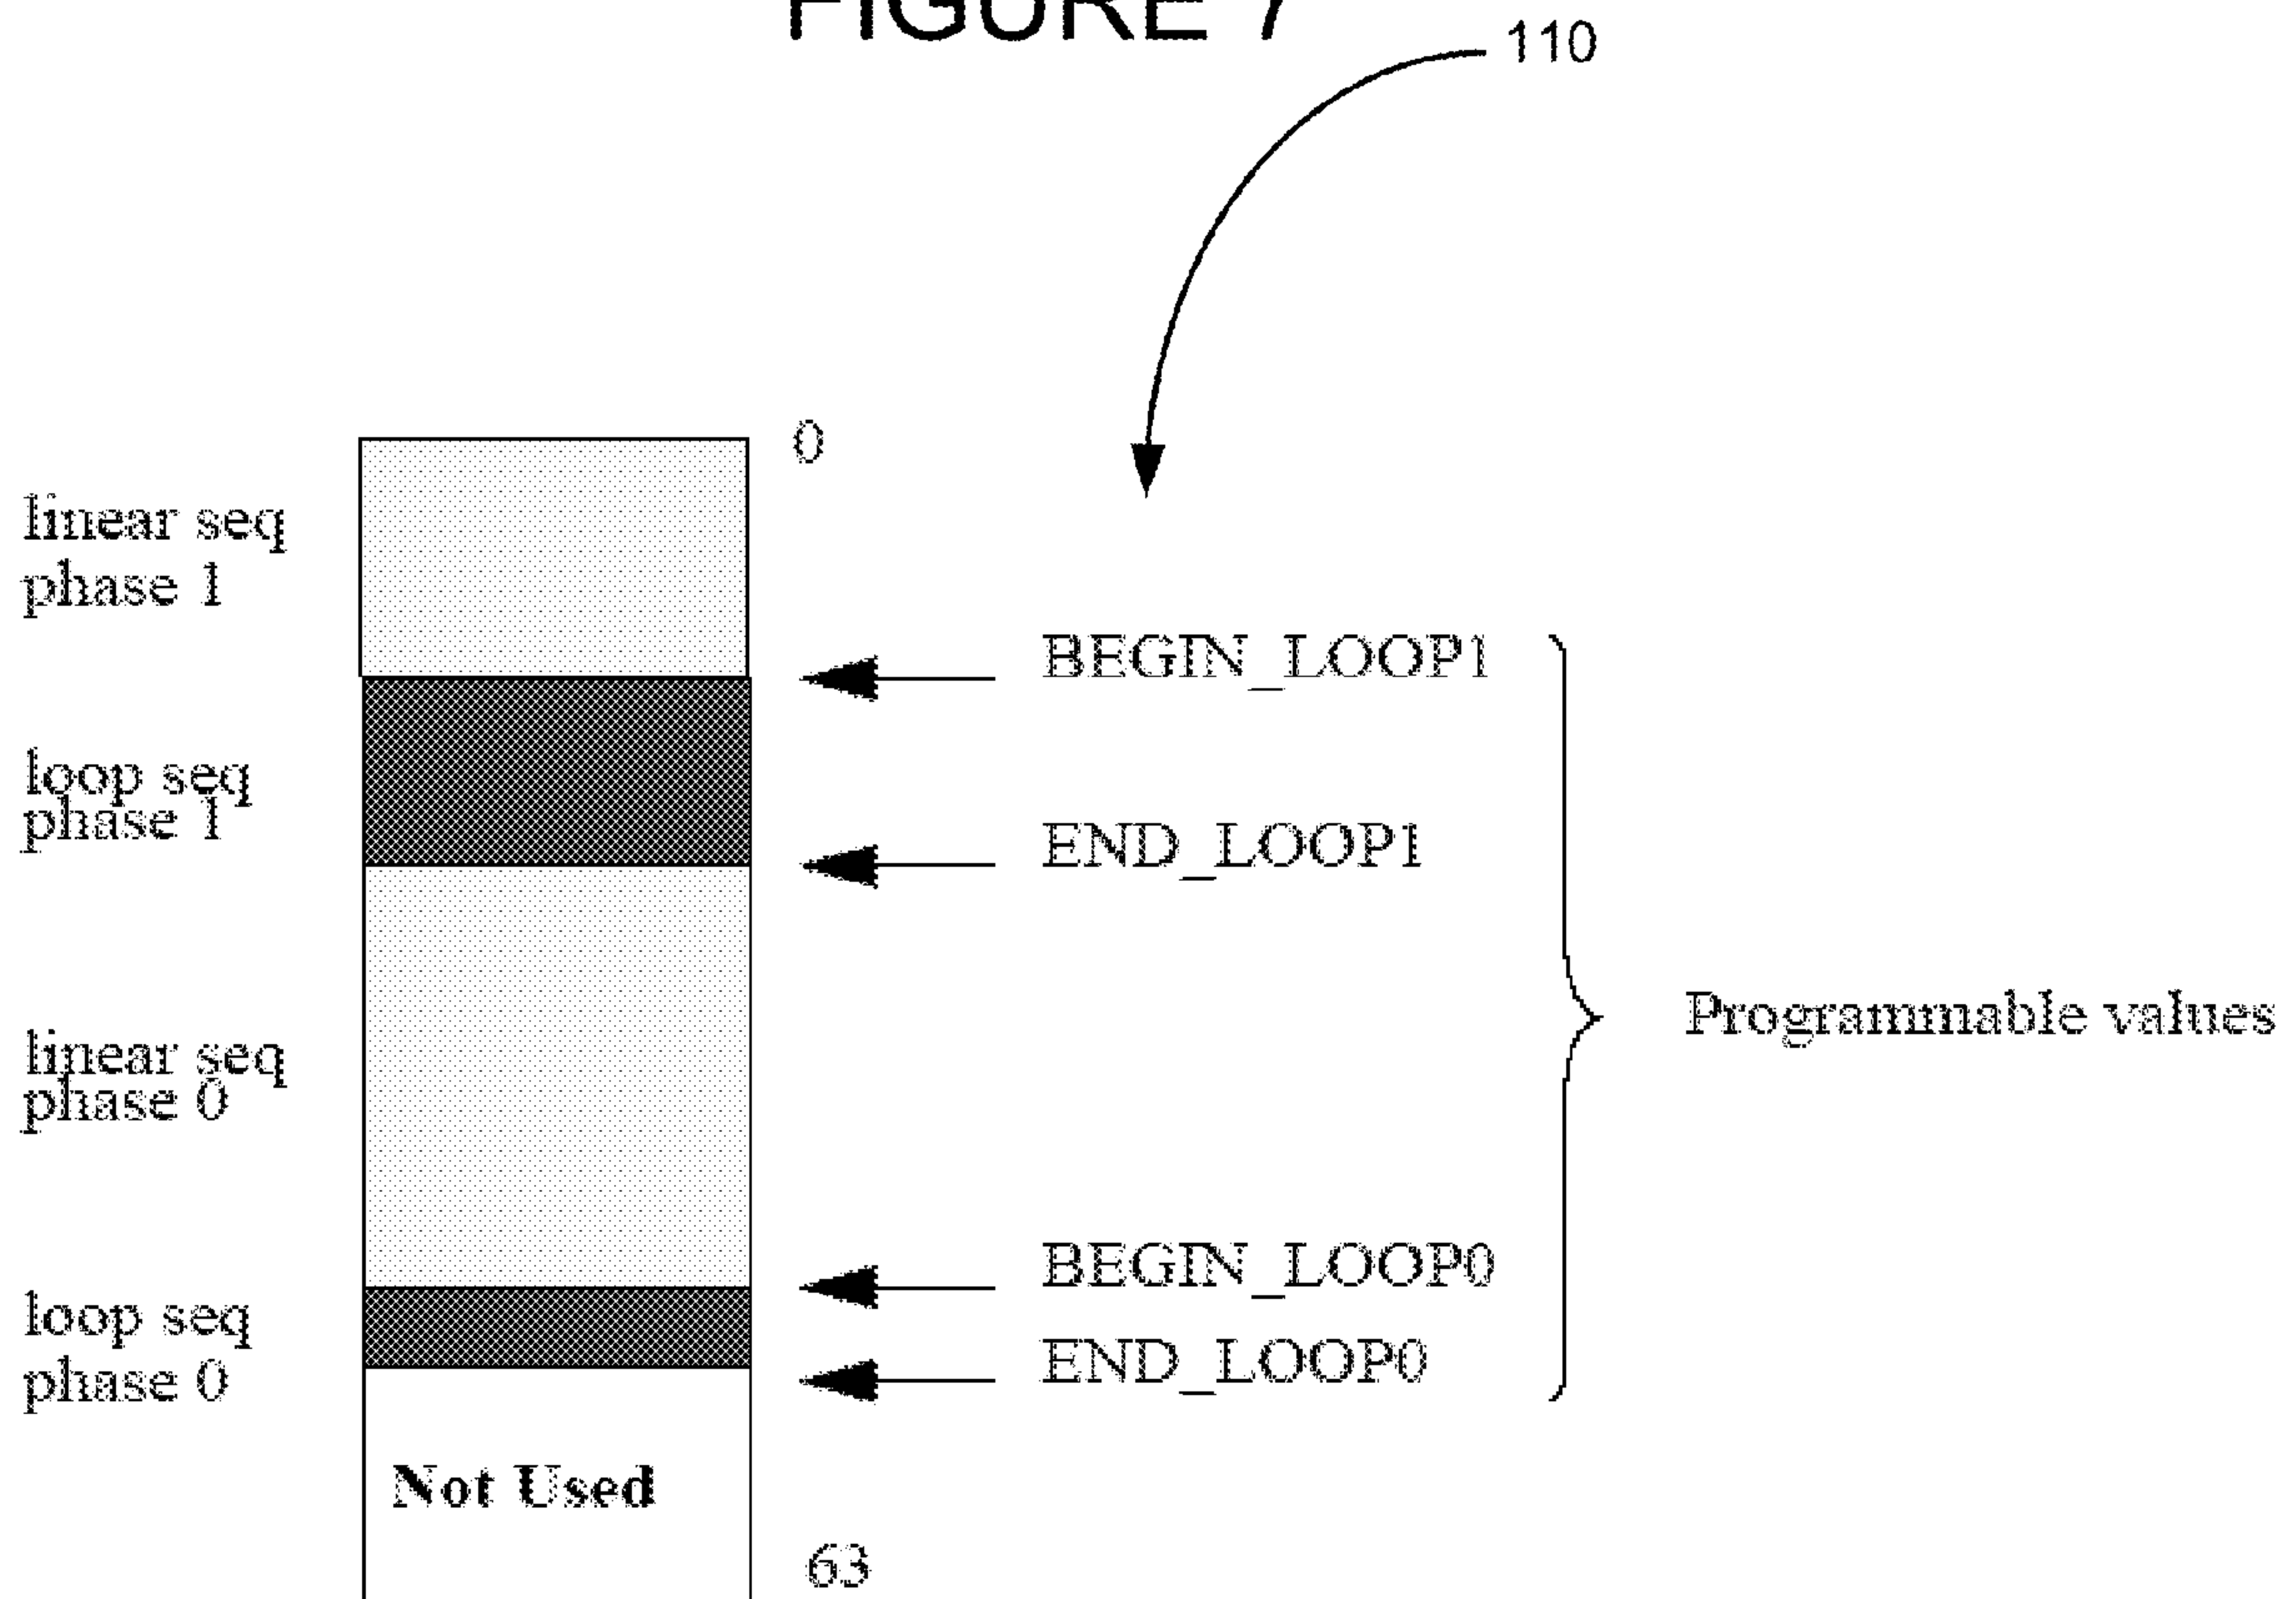 FIGURE 7
110
0
linear seq
phase 1
BEGIN_LOOP1
loop seq
phase 1
END_LOOP1
linear seq
phase 0
Programmable values
BEGIN_LOOP0
loop seq
phase 0
END_LOOP0
Not Used
63